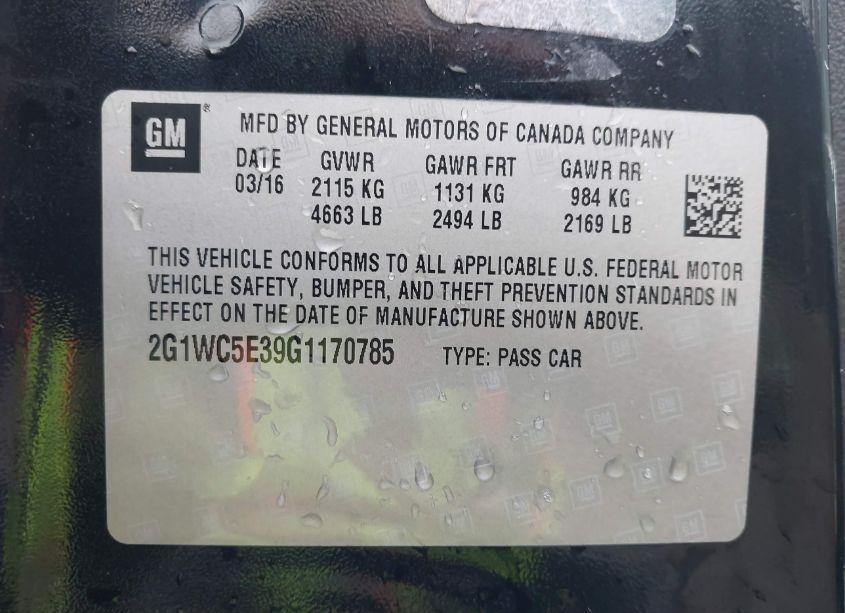 GM
MFD BY GENERAL MOTORS OF CANADA COMPANY
DATE GVWR GAWR FRT GAWR RR
03/16 2115 KG 1131 KG 984 KG
4663 LB 2494 LB 2169 LB
THIS VEHICLE CONFORMS TO ALL APPLICABLE U.S. FEDERAL MOTOR
VEHICLE SAFETY, BUMPER, AND THEFT PREVENTION STANDARDS IN
EFFECT ON THE DATE OF MANUFACTURE SHOWN ABOVE.
2G1WC5E39G1170785 TYPE: PASS CAR